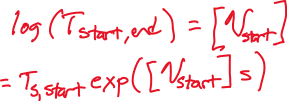 log(T_start,end) = [𝒱_start]
= T_s,start exp([𝒱_start] s)